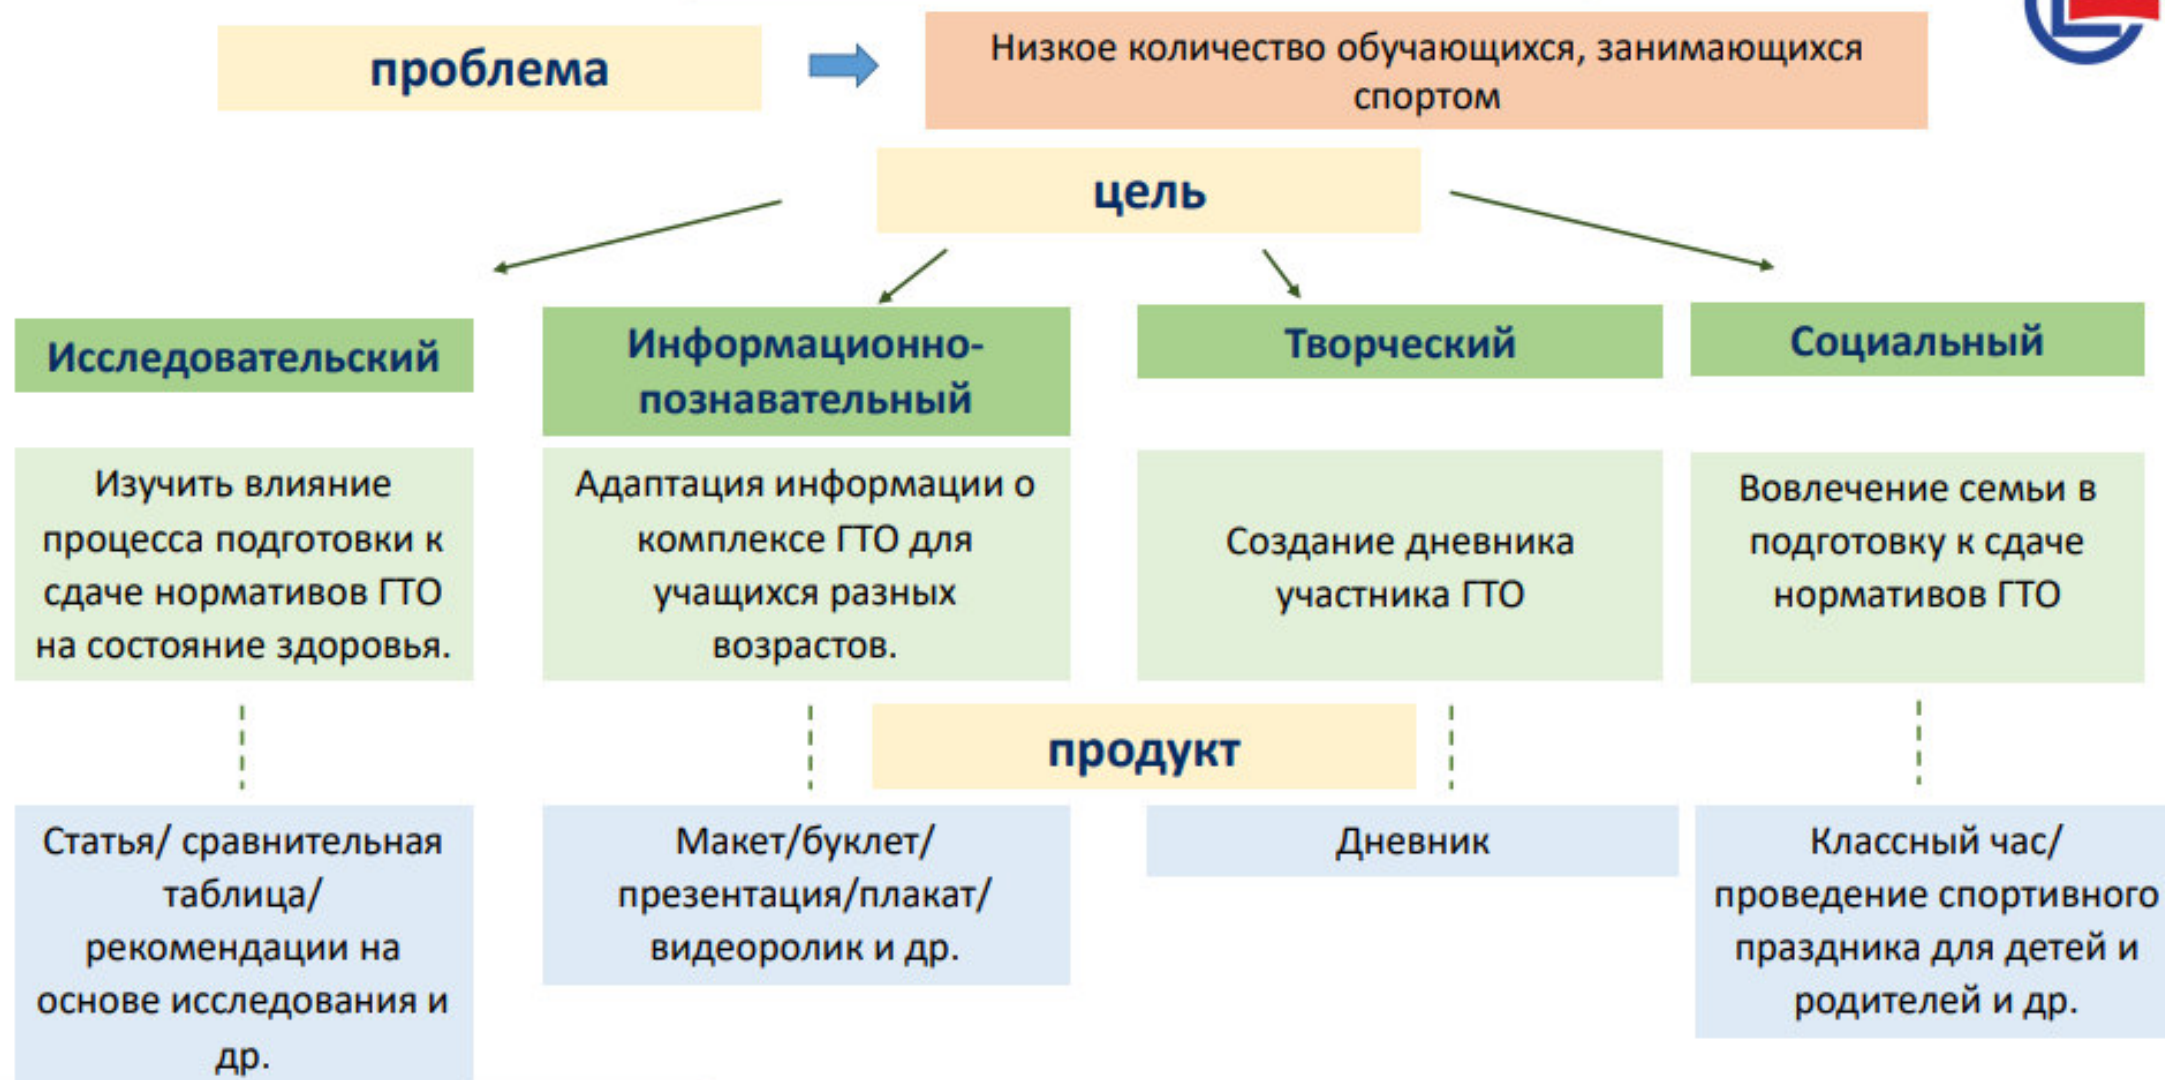 проблема
Низкое количество обучающихся, занимающихся
спортом
цель
Исследовательский
Информационно-
познавательный
Творческий
Социальный
Изучить влияние
процесса подготовки к
сдаче нормативов ГТО
на состояние здоровья.
Адаптация информации о
комплексе ГТО для
учащихся разных
возрастов.
Создание дневника
участника ГТО
Вовлечение семьи в
подготовку к сдаче
нормативов ГТО
продукт
Статья/ сравнительная
таблица/
рекомендации на
основе исследования и
др.
Макет/буклет/
презентация/плакат/
видеоролик и др.
Дневник
Классный час/
проведение спортивного
праздника для детей и
родителей и др.